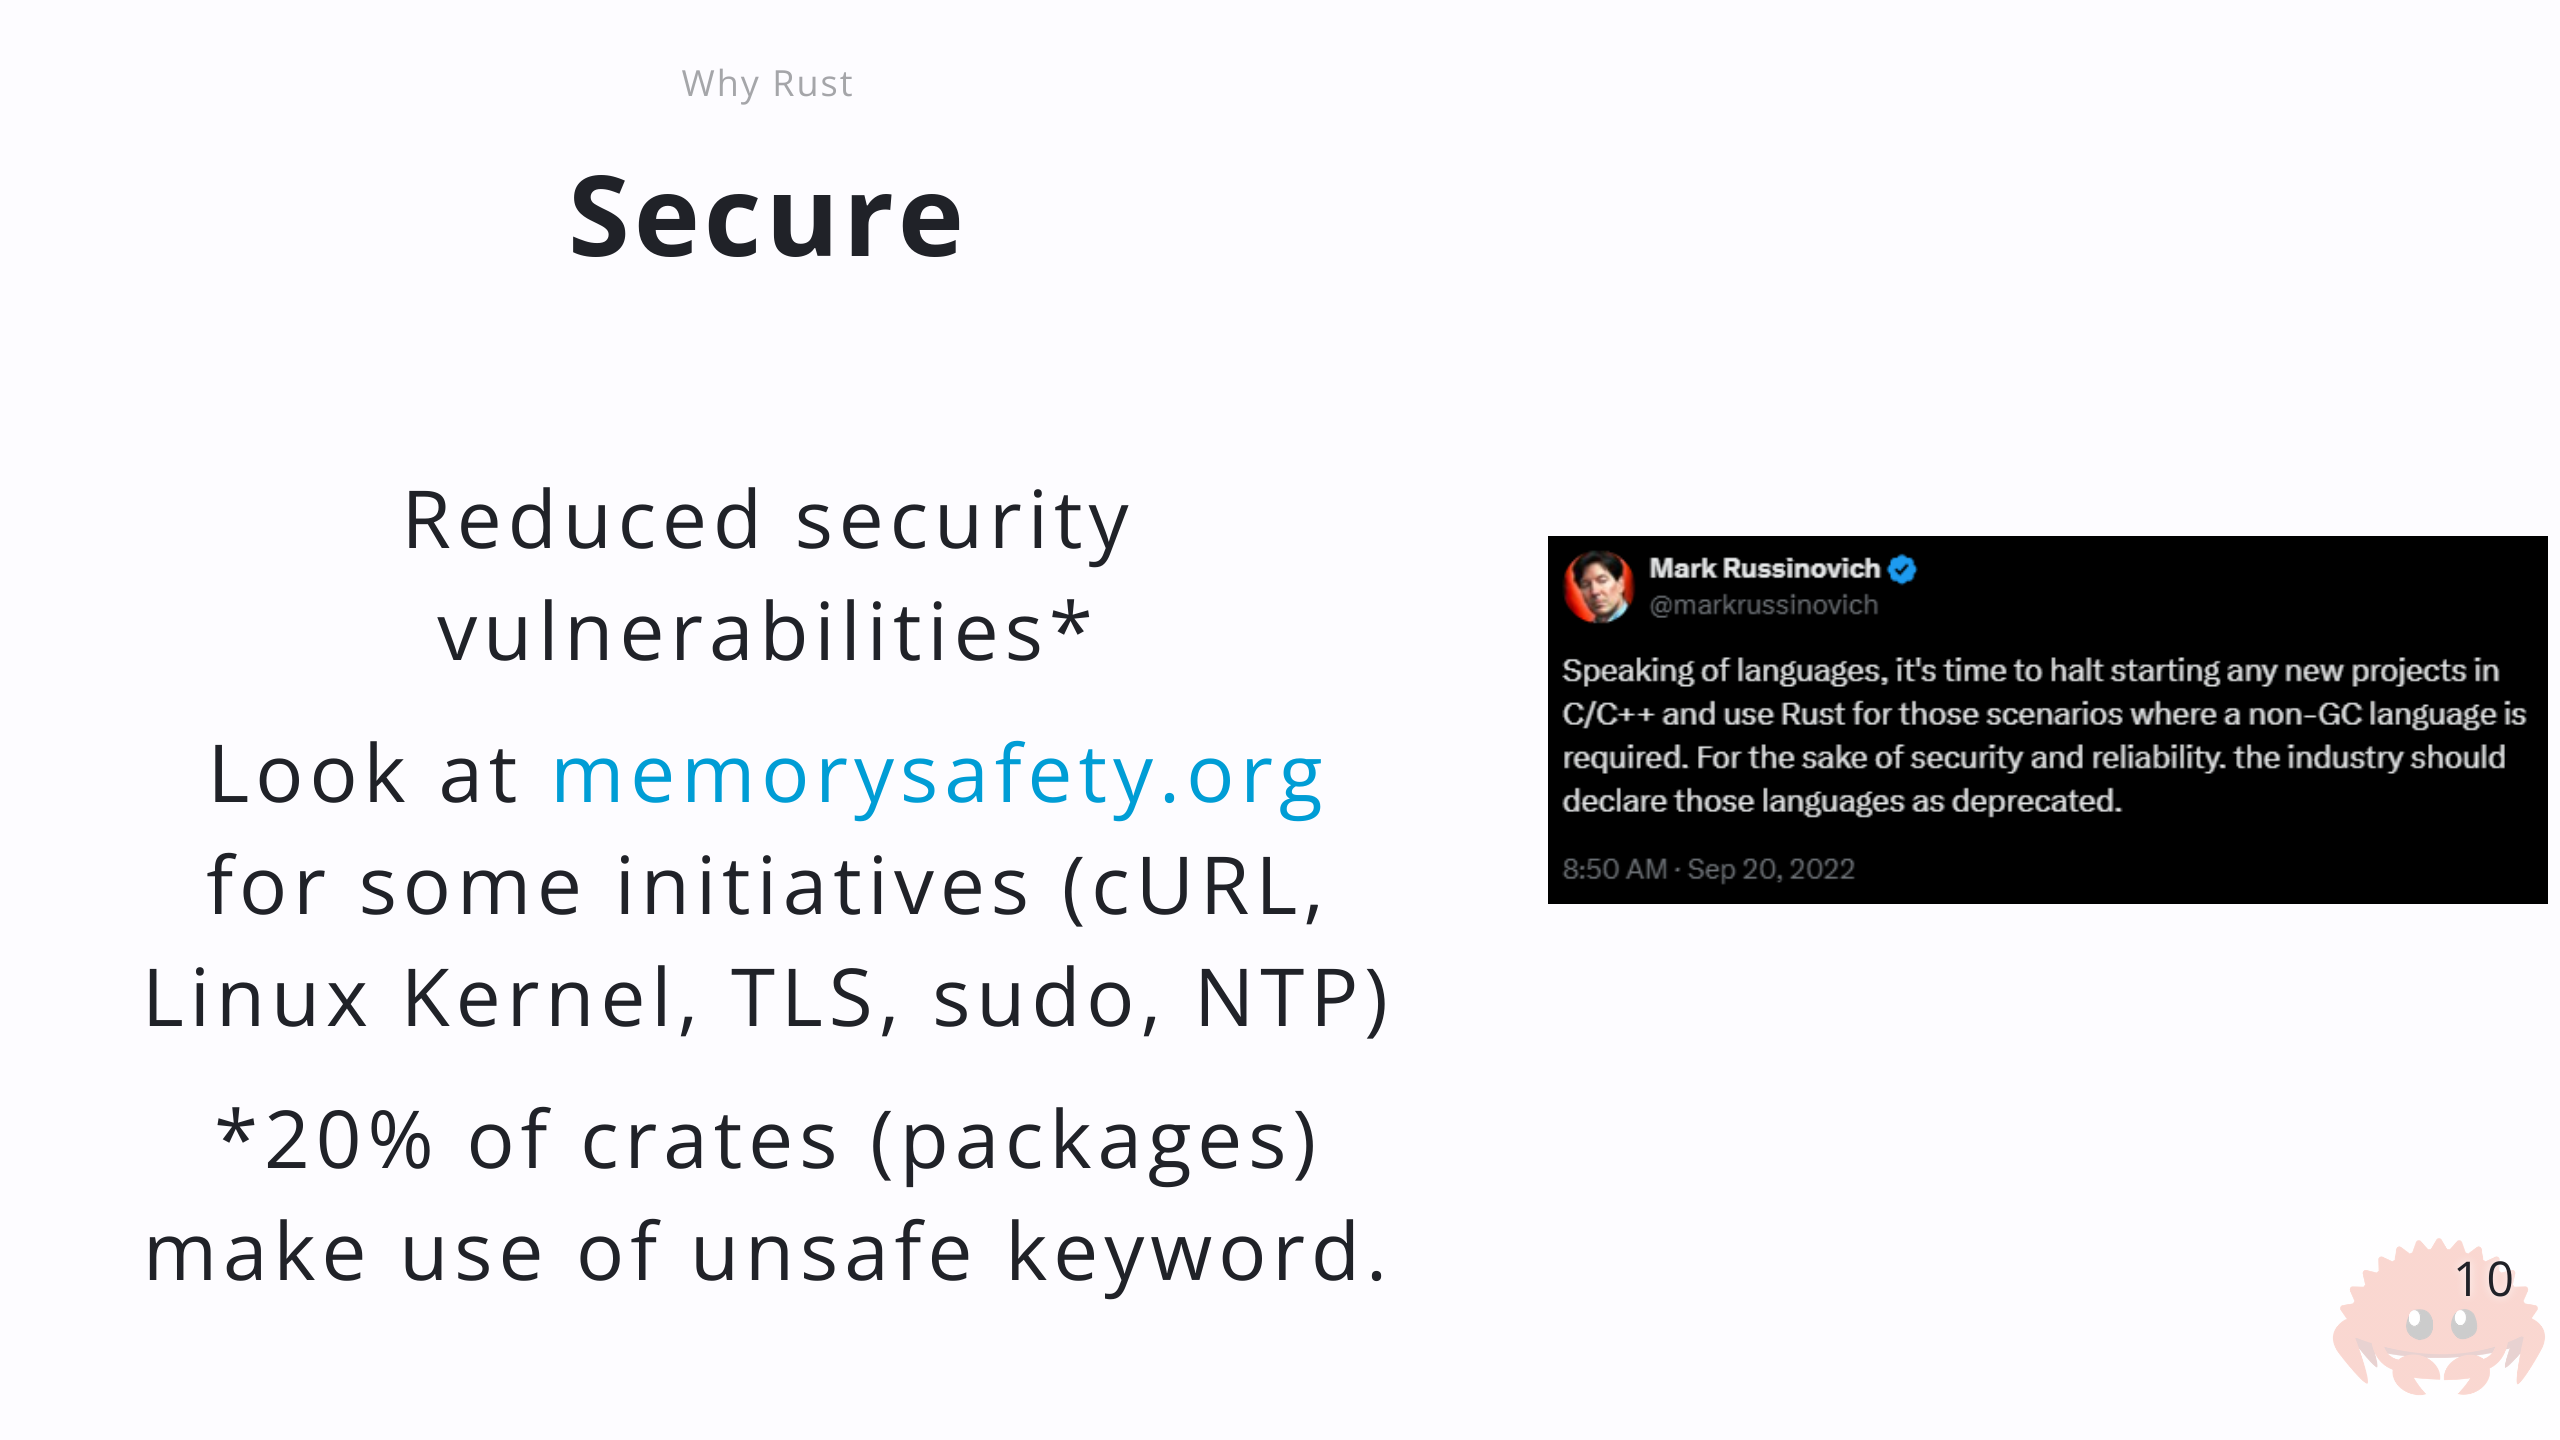 Why Rust
Secure
Reduced security
vulnerabilities*
Look at memorysafety.org
for some initiatives (cURL,
Linux Kernel, TLS, sudo, NTP)
*20% of crates (packages)
make use of unsafe keyword.
Mark Russinovich
@markrussinovich
Speaking of languages, it's time to halt starting any new projects in
C/C++ and use Rust for those scenarios where a non-GC language is
required. For the sake of security and reliability. the industry should
declare those languages as deprecated.
8:50 AM · Sep 20, 2022
10